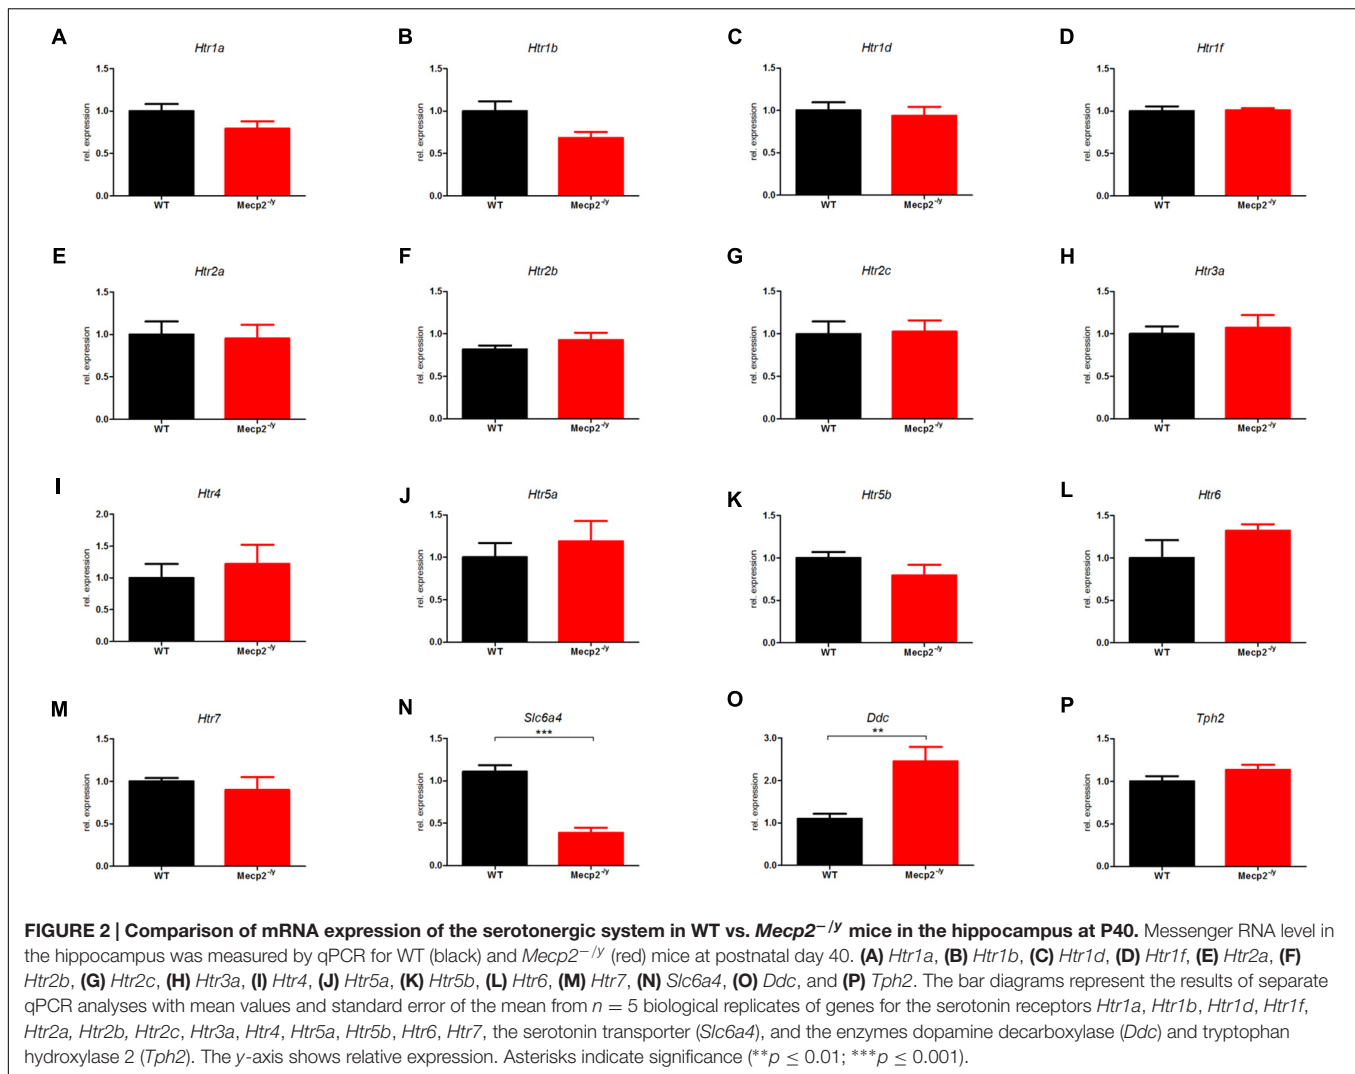 A
Htr1a
rel. expression
1.5
1.0
0.5
0.0
WT
Mecp2-/y
B
Htr1b
rel. expression
1.5
1.0
0.5
0.0
WT
Mecp2-/y
C
Htr1d
rel. expression
1.5
1.0
0.5
0.0
WT
Mecp2-/y
D
Htr1f
rel. expression
1.5
1.0
0.5
0.0
WT
Mecp2-/y
E
Htr2a
rel. expression
1.5
1.0
0.5
0.0
WT
Mecp2-/y
F
Htr2b
rel. expression
1.5
1.0
0.5
0.0
WT
Mecp2-/y
G
Htr2c
rel. expression
1.5
1.0
0.5
0.0
WT
Mecp2-/y
H
Htr3a
rel. expression
1.5
1.0
0.5
0.0
WT
Mecp2-/y
I
Htr4
rel. expression
2.0
1.5
1.0
0.5
0.0
WT
Mecp2-/y
J
Htr5a
rel. expression
1.5
1.0
0.5
0.0
WT
Mecp2-/y
K
Htr5b
rel. expression
1.5
1.0
0.5
0.0
WT
Mecp2-/y
L
Htr6
rel. expression
1.5
1.0
0.5
0.0
WT
Mecp2-/y
M
Htr7
rel. expression
1.5
1.0
0.5
0.0
WT
Mecp2-/y
N
Slc6a4
***
rel. expression
1.5
1.0
0.5
0.0
WT
Mecp2-/y
O
Ddc
**
rel. expression
3.0
2.0
1.0
0.0
WT
Mecp2-/y
P
Tph2
rel. expression
1.5
1.0
0.5
0.0
WT
Mecp2-/y
FIGURE 2 | Comparison of mRNA expression of the serotonergic system in WT vs. Mecp2−/y mice in the hippocampus at P40. Messenger RNA level in
the hippocampus was measured by qPCR for WT (black) and Mecp2−/y (red) mice at postnatal day 40. (A) Htr1a, (B) Htr1b, (C) Htr1d, (D) Htr1f, (E) Htr2a, (F)
Htr2b, (G) Htr2c, (H) Htr3a, (I) Htr4, (J) Htr5a, (K) Htr5b, (L) Htr6, (M) Htr7, (N) Slc6a4, (O) Ddc, and (P) Tph2. The bar diagrams represent the results of separate
qPCR analyses with mean values and standard error of the mean from n = 5 biological replicates of genes for the serotonin receptors Htr1a, Htr1b, Htr1d, Htr1f,
Htr2a, Htr2b, Htr2c, Htr3a, Htr4, Htr5a, Htr5b, Htr6, Htr7, the serotonin transporter (Slc6a4), and the enzymes dopamine decarboxylase (Ddc) and tryptophan
hydroxylase 2 (Tph2). The y-axis shows relative expression. Asterisks indicate significance (**p ≤ 0.01; ***p ≤ 0.001).